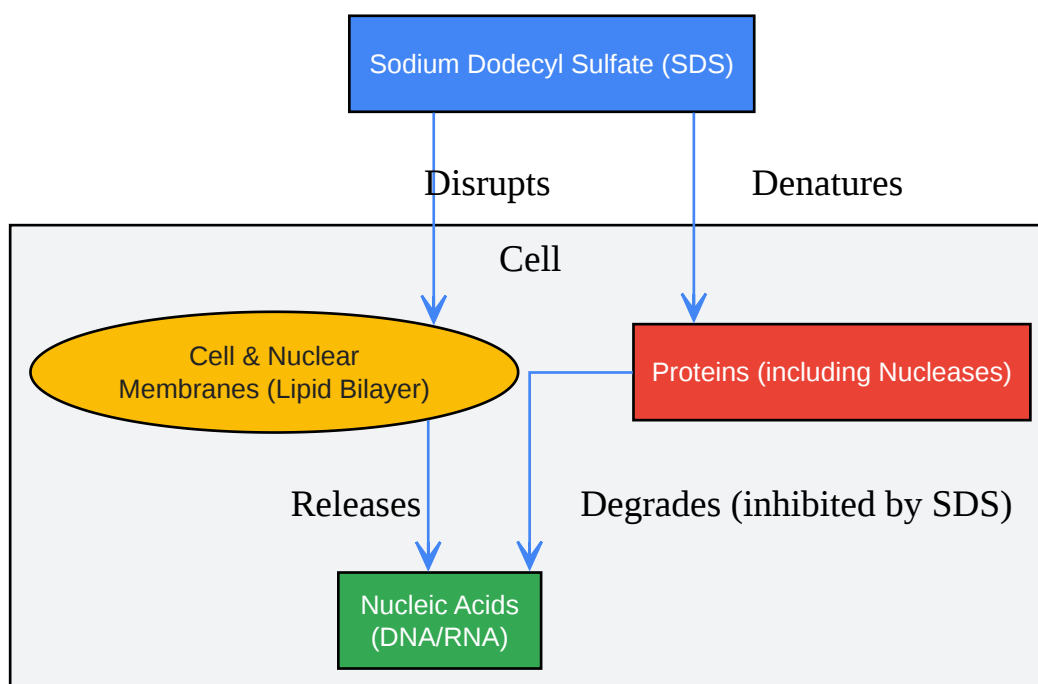 Sodium Dodecyl Sulfate (SDS)
Disrupts
Denatures
Cell
Cell & Nuclear
Membranes (Lipid Bilayer)
Proteins (including Nucleases)
Releases
Degrades (inhibited by SDS)
Nucleic Acids
(DNA/RNA)